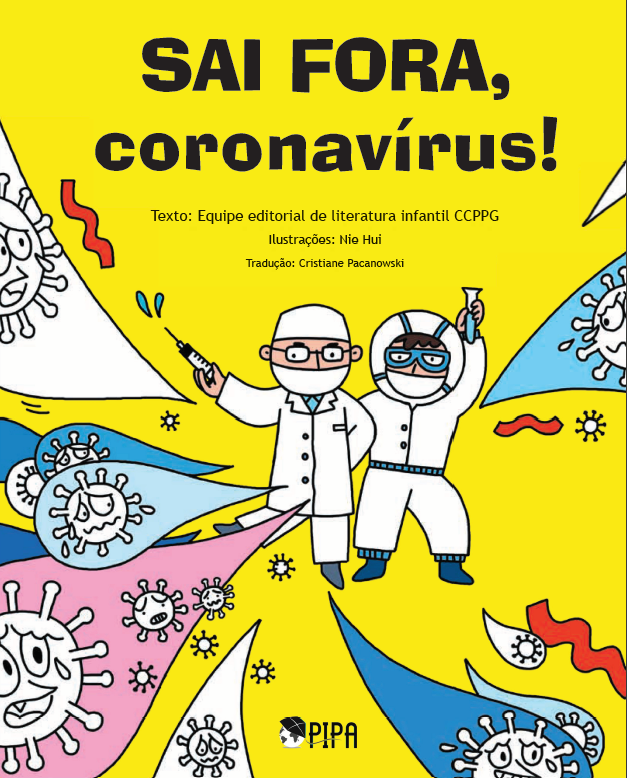 SAI FORA,
coronavírus!
Texto: Equipe editorial de literatura infantil CCPPG
Ilustrações: Nie Hui
Tradução: Cristiane Pacanowski
PIPA